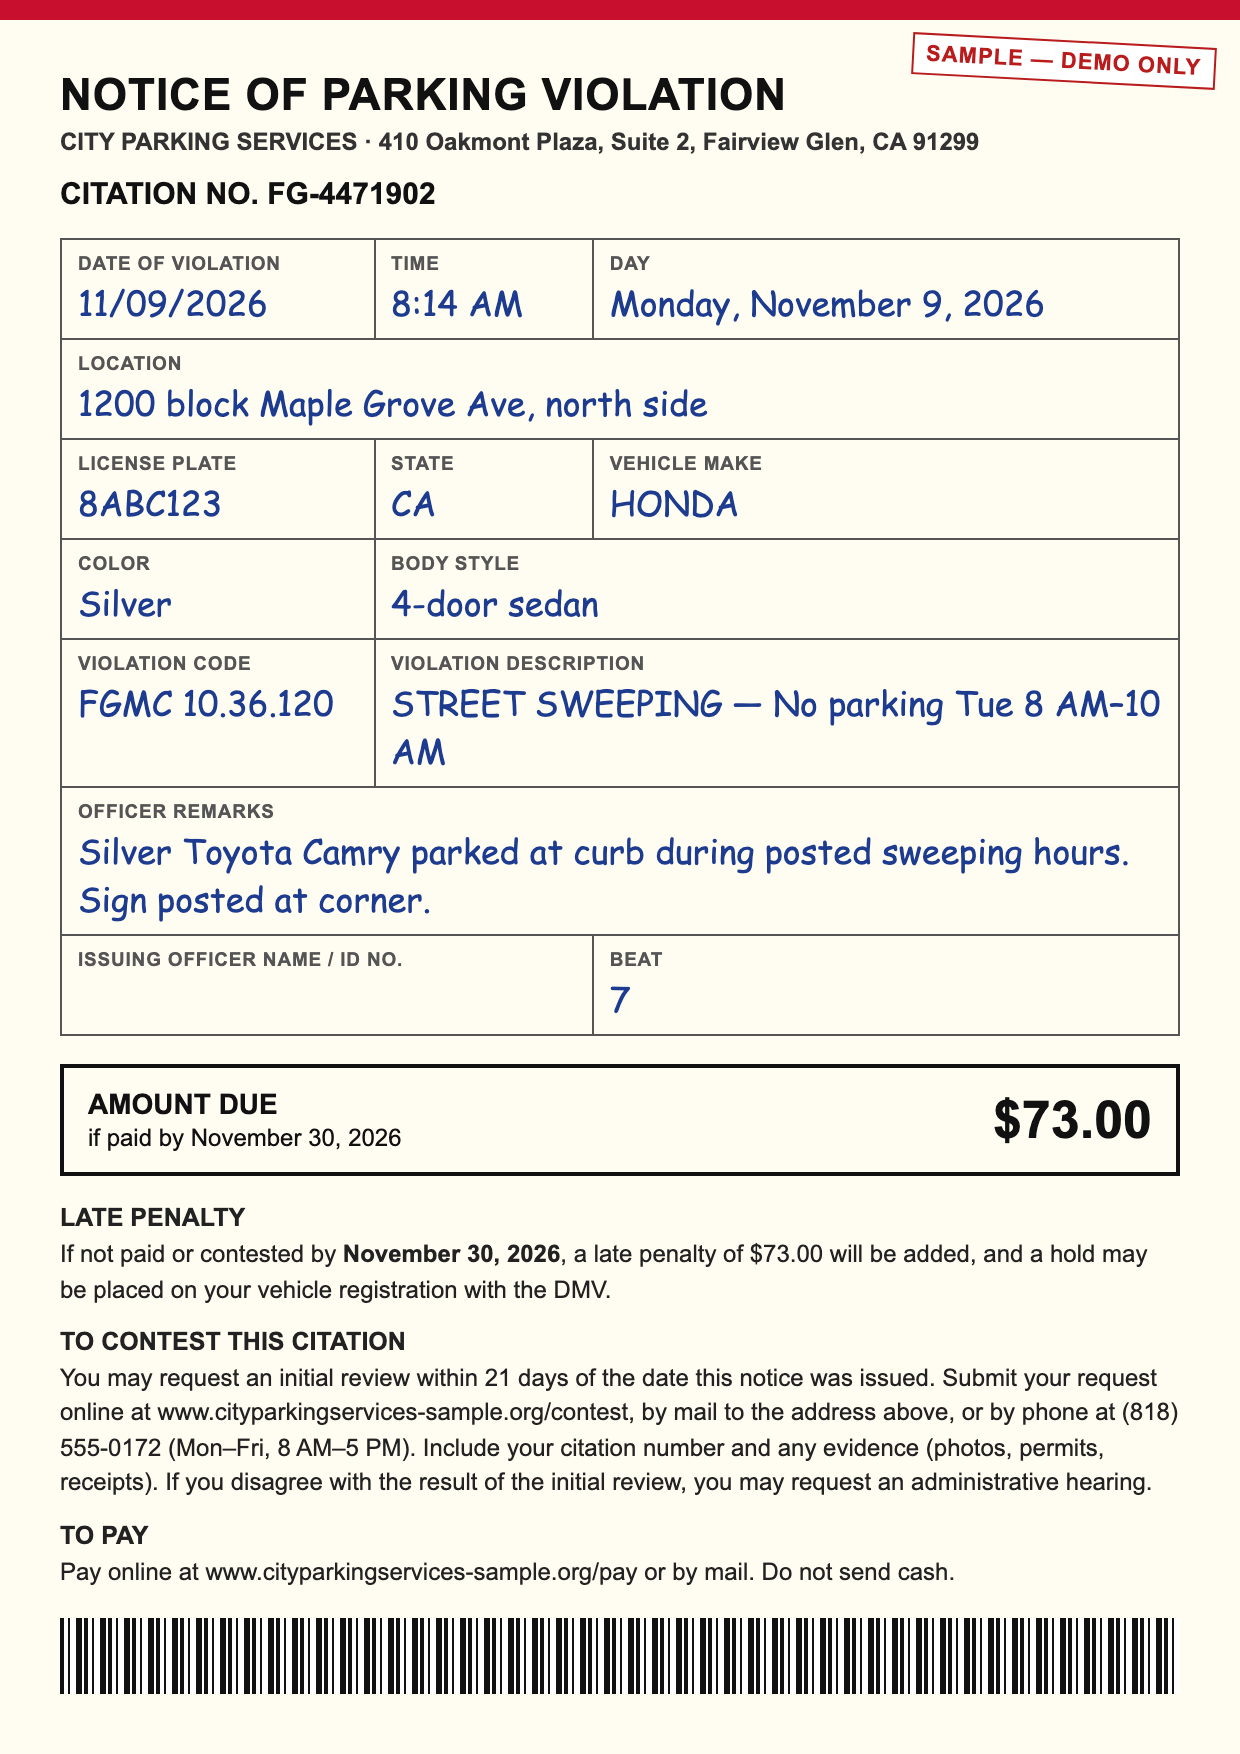 SAMPLE — DEMO ONLY
NOTICE OF PARKING VIOLATION
CITY PARKING SERVICES · 410 Oakmont Plaza, Suite 2, Fairview Glen, CA 91299
CITATION NO. FG-4471902
DATE OF VIOLATION
11/09/2026
TIME
8:14 AM
DAY
Monday, November 9, 2026
LOCATION
1200 block Maple Grove Ave, north side
LICENSE PLATE
8ABC123
STATE
CA
VEHICLE MAKE
HONDA
COLOR
Silver
BODY STYLE
4-door sedan
VIOLATION CODE
FGMC 10.36.120
VIOLATION DESCRIPTION
STREET SWEEPING — No parking Tue 8 AM–10
AM
OFFICER REMARKS
Silver Toyota Camry parked at curb during posted sweeping hours.
Sign posted at corner.
ISSUING OFFICER NAME / ID NO.
BEAT
7
AMOUNT DUE
if paid by November 30, 2026
$73.00
LATE PENALTY
If not paid or contested by November 30, 2026, a late penalty of $73.00 will be added, and a hold may
be placed on your vehicle registration with the DMV.
TO CONTEST THIS CITATION
You may request an initial review within 21 days of the date this notice was issued. Submit your request
online at www.cityparkingservices-sample.org/contest, by mail to the address above, or by phone at (818)
555-0172 (Mon–Fri, 8 AM–5 PM). Include your citation number and any evidence (photos, permits,
receipts). If you disagree with the result of the initial review, you may request an administrative hearing.
TO PAY
Pay online at www.cityparkingservices-sample.org/pay or by mail. Do not send cash.